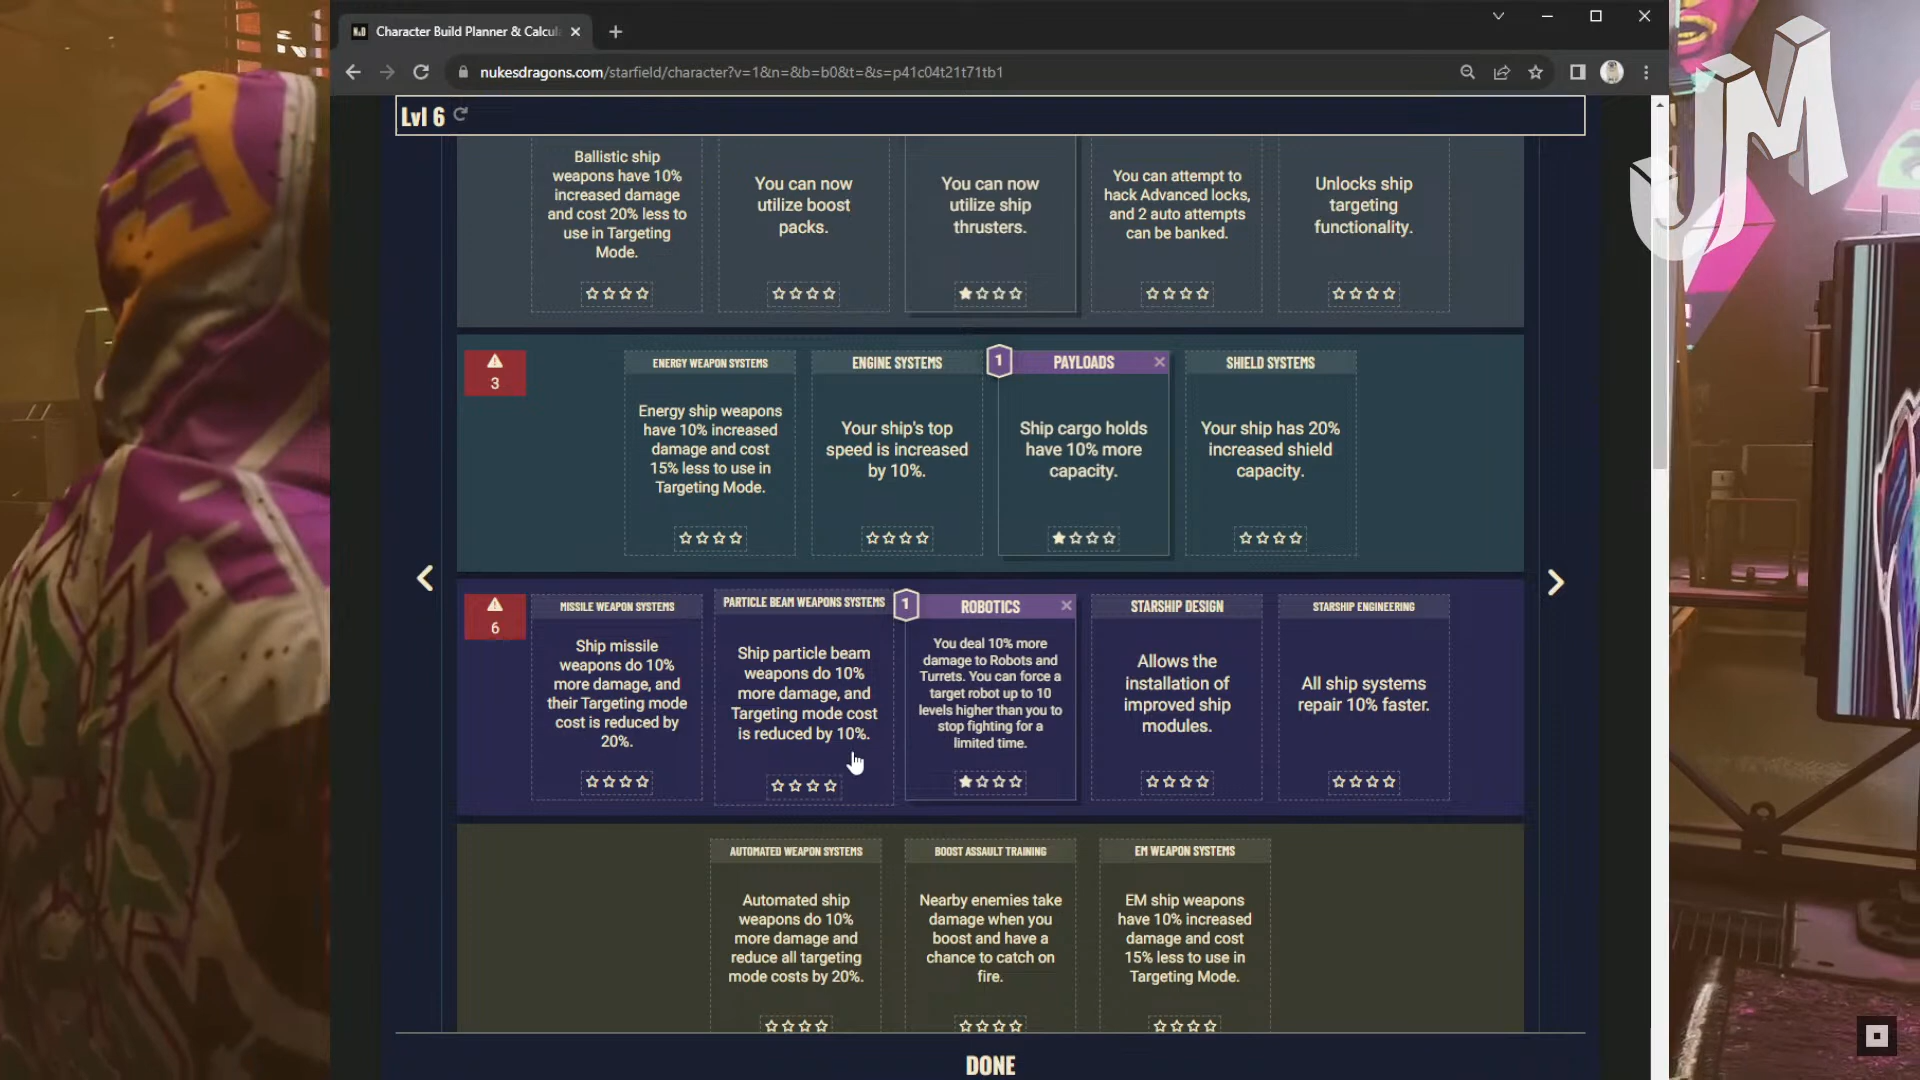 Character Build Planner & Calcul
nukesdragons.com/starfield/character?v=1&n=&b=b0&t=&s=p41c04t21t71tb1
JM
Lvl 6
Ballistic ship
weapons have 10%
increased damage
and cost 20% less to
use in Targeting
Mode.
You can now
utilize boost
packs.
You can now
utilize ship
thrusters.
You can attempt to
hack Advanced locks,
and 2 auto attempts
can be banked.
Unlocks ship
targeting
functionality.
3
ENERGY WEAPON SYSTEMS
Energy ship weapons
have 10% increased
damage and cost
15% less to use in
Targeting Mode.
ENGINE SYSTEMS
Your ship's top
speed is increased
by 10%.
1
PAYLOADS
Ship cargo holds
have 10% more
capacity.
SHIELD SYSTEMS
Your ship has 20%
increased shield
capacity.
6
MISSILE WEAPON SYSTEMS
Ship missile
weapons do 10%
more damage, and
their Targeting mode
cost is reduced by
20%.
PARTICLE BEAM WEAPONS SYSTEMS
Ship particle beam
weapons do 10%
more damage, and
Targeting mode cost
is reduced by 10%.
1
ROBOTICS
You deal 10% more
damage to Robots and
Turrets. You can force a
target robot up to 10
levels higher than you to
stop fighting for a
limited time.
STARSHIP DESIGN
Allows the
installation of
improved ship
modules.
STARSHIP ENGINEERING
All ship systems
repair 10% faster.
AUTOMATED WEAPON SYSTEMS
Automated ship
weapons do 10%
more damage and
reduce all targeting
mode costs by 20%.
BOOST ASSAULT TRAINING
Nearby enemies take
damage when you
boost and have a
chance to catch on
fire.
EM WEAPON SYSTEMS
EM ship weapons
have 10% increased
damage and cost
15% less to use in
Targeting Mode.
DONE